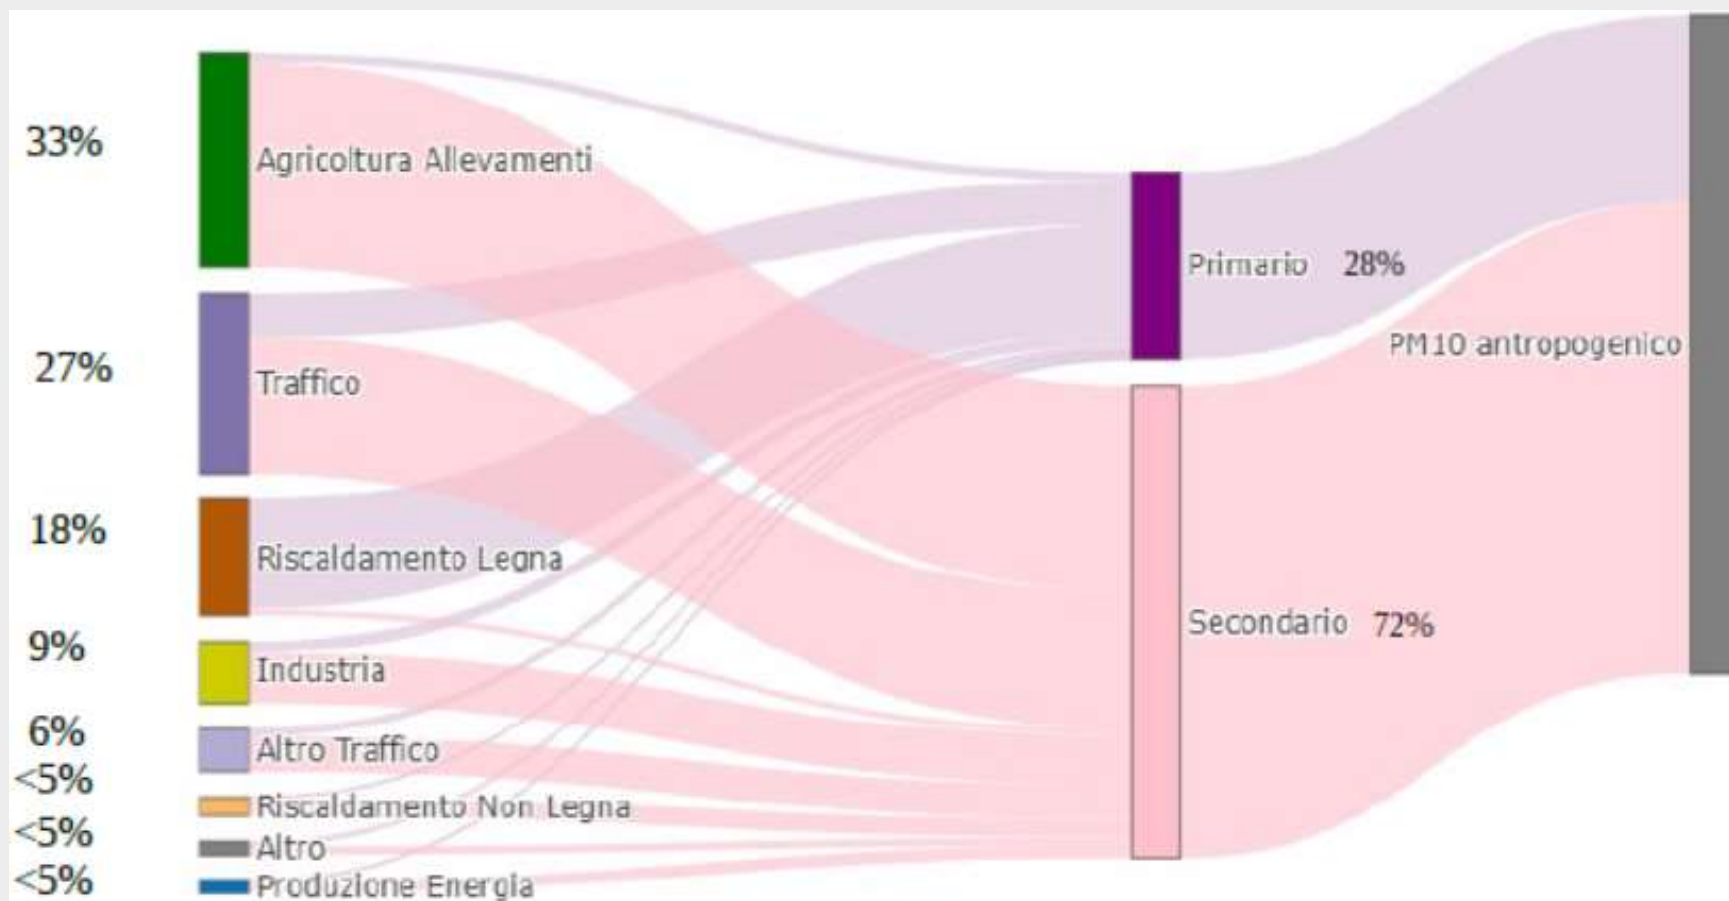 33%
Agricoltura Allevamenti
27%
Traffico
18%
Riscaldamento Legna
9%
Industria
6%
Altro Traffico
<5%
Riscaldamento Non Legna
<5%
Altro
<5%
Produzione Energia
Primario 28%
Secondario 72%
PM10 antropogenico